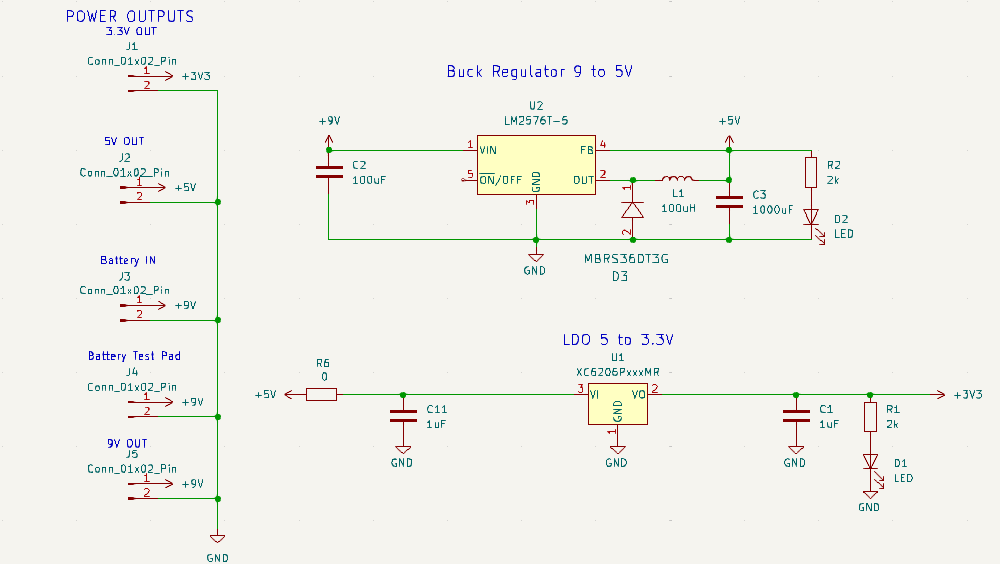 POWER OUTPUTS
3.3V OUT
J1
Conn_01x02_Pin
1
+3V3
2
5V OUT
J2
Conn_01x02_Pin
1
+5V
2
Battery IN
J3
Conn_01x02_Pin
1
+9V
2
Battery Test Pad
J4
Conn_01x02_Pin
1
+9V
2
9V OUT
J5
Conn_01x02_Pin
1
+9V
2
GND
Buck Regulator 9 to 5V
U2
LM2576T-5
+9V
+5V
1
VIN
FB
4
5
ON/OFF
GND
OUT
2
3
C2
100uF
1
2
L1
100uH
C3
1000uF
R2
2k
D2
LED
GND
MBRS360T3G
D3
LDO 5 to 3.3V
U1
XC6206PxxxMR
R6
0
+5V
3
VI
VO
2
GND
1
+3V3
C11
1uF
GND
GND
C1
1uF
GND
R1
2k
D1
LED
GND